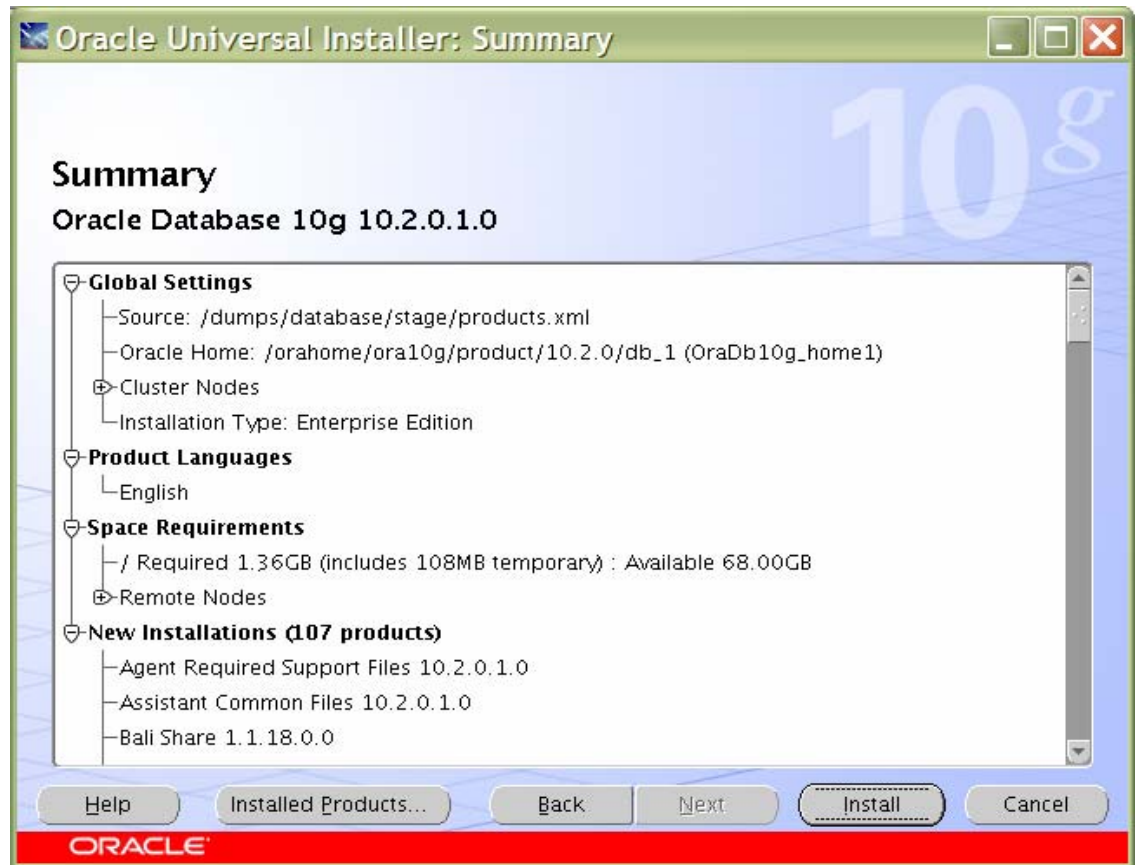 Oracle Universal Installer: Summary
10g
Summary
Oracle Database 10g 10.2.0.1.0
Global Settings
Source: /dumps/database/stage/products.xml
Oracle Home: /orahome/ora10g/product/10.2.0/db_1 (OraDb10g_home1)
Cluster Nodes
Installation Type: Enterprise Edition
Product Languages
English
Space Requirements
/ Required 1.36GB (includes 108MB temporary) : Available 68.00GB
Remote Nodes
New Installations (107 products)
Agent Required Support Files 10.2.0.1.0
Assistant Common Files 10.2.0.1.0
Bali Share 1.1.18.0.0
Help Installed Products... Back Next Install Cancel
ORACLE